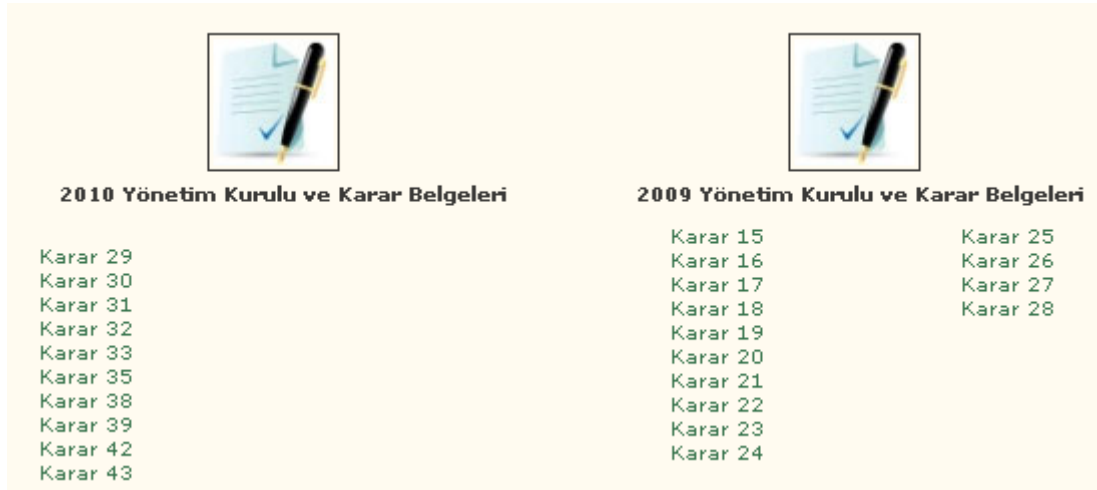 2010 Yönetim Kurulu ve Karar Belgeleri
Karar 29
Karar 30
Karar 31
Karar 32
Karar 33
Karar 35
Karar 38
Karar 39
Karar 42
Karar 43
2009 Yönetim Kurulu ve Karar Belgeleri
Karar 15
Karar 16
Karar 17
Karar 18
Karar 19
Karar 20
Karar 21
Karar 22
Karar 23
Karar 24
Karar 25
Karar 26
Karar 27
Karar 28